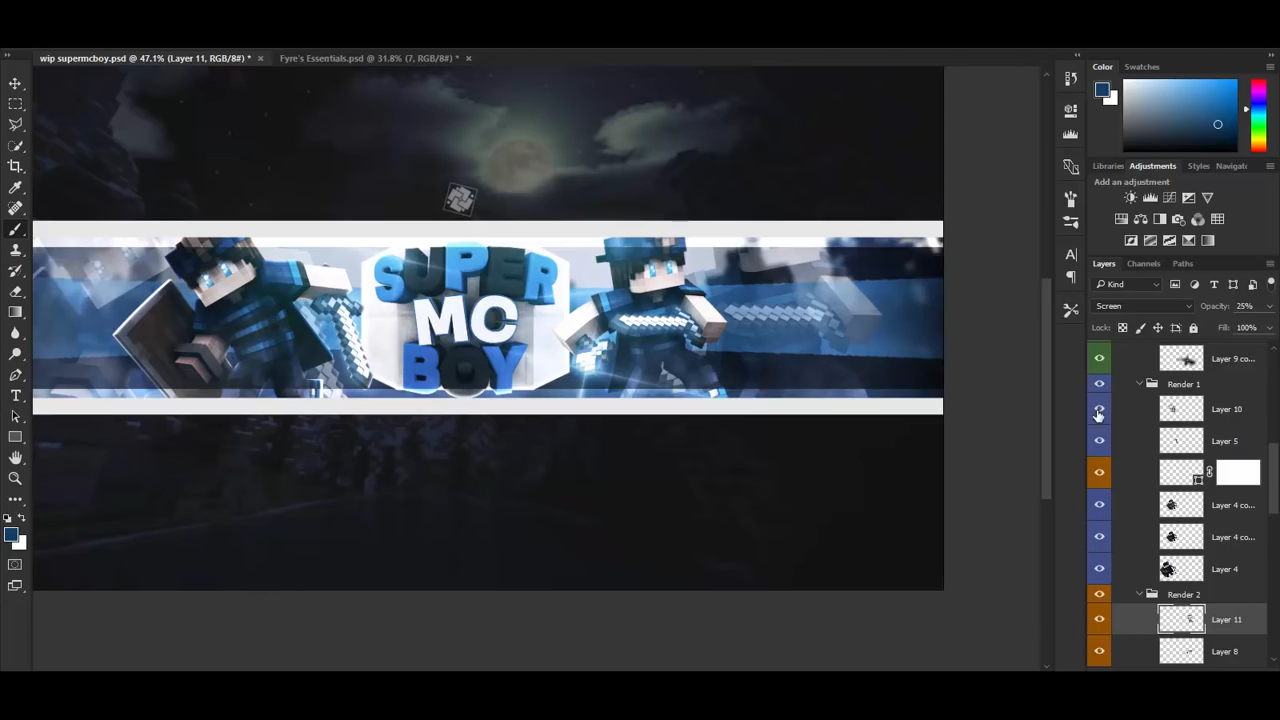 wip supermcboy.psd @ 47.1% (Layer 11, RGB/8#) *
Fyre's Essentials.psd @ 31.8% (7, RGB/8#) *
Color
Swatches
Libraries
Adjustments
Styles
Navigat
Add an adjustment
Layers
Channels
Paths
Kind
Screen
Opacity: 25%
Lock:
Fill: 100%
Layer 9 co...
Render 1
Layer 10
Layer 5
Layer 4 co...
Layer 4 co...
Layer 4
Render 2
Layer 11
Layer 8
SUPER
MC
BOY